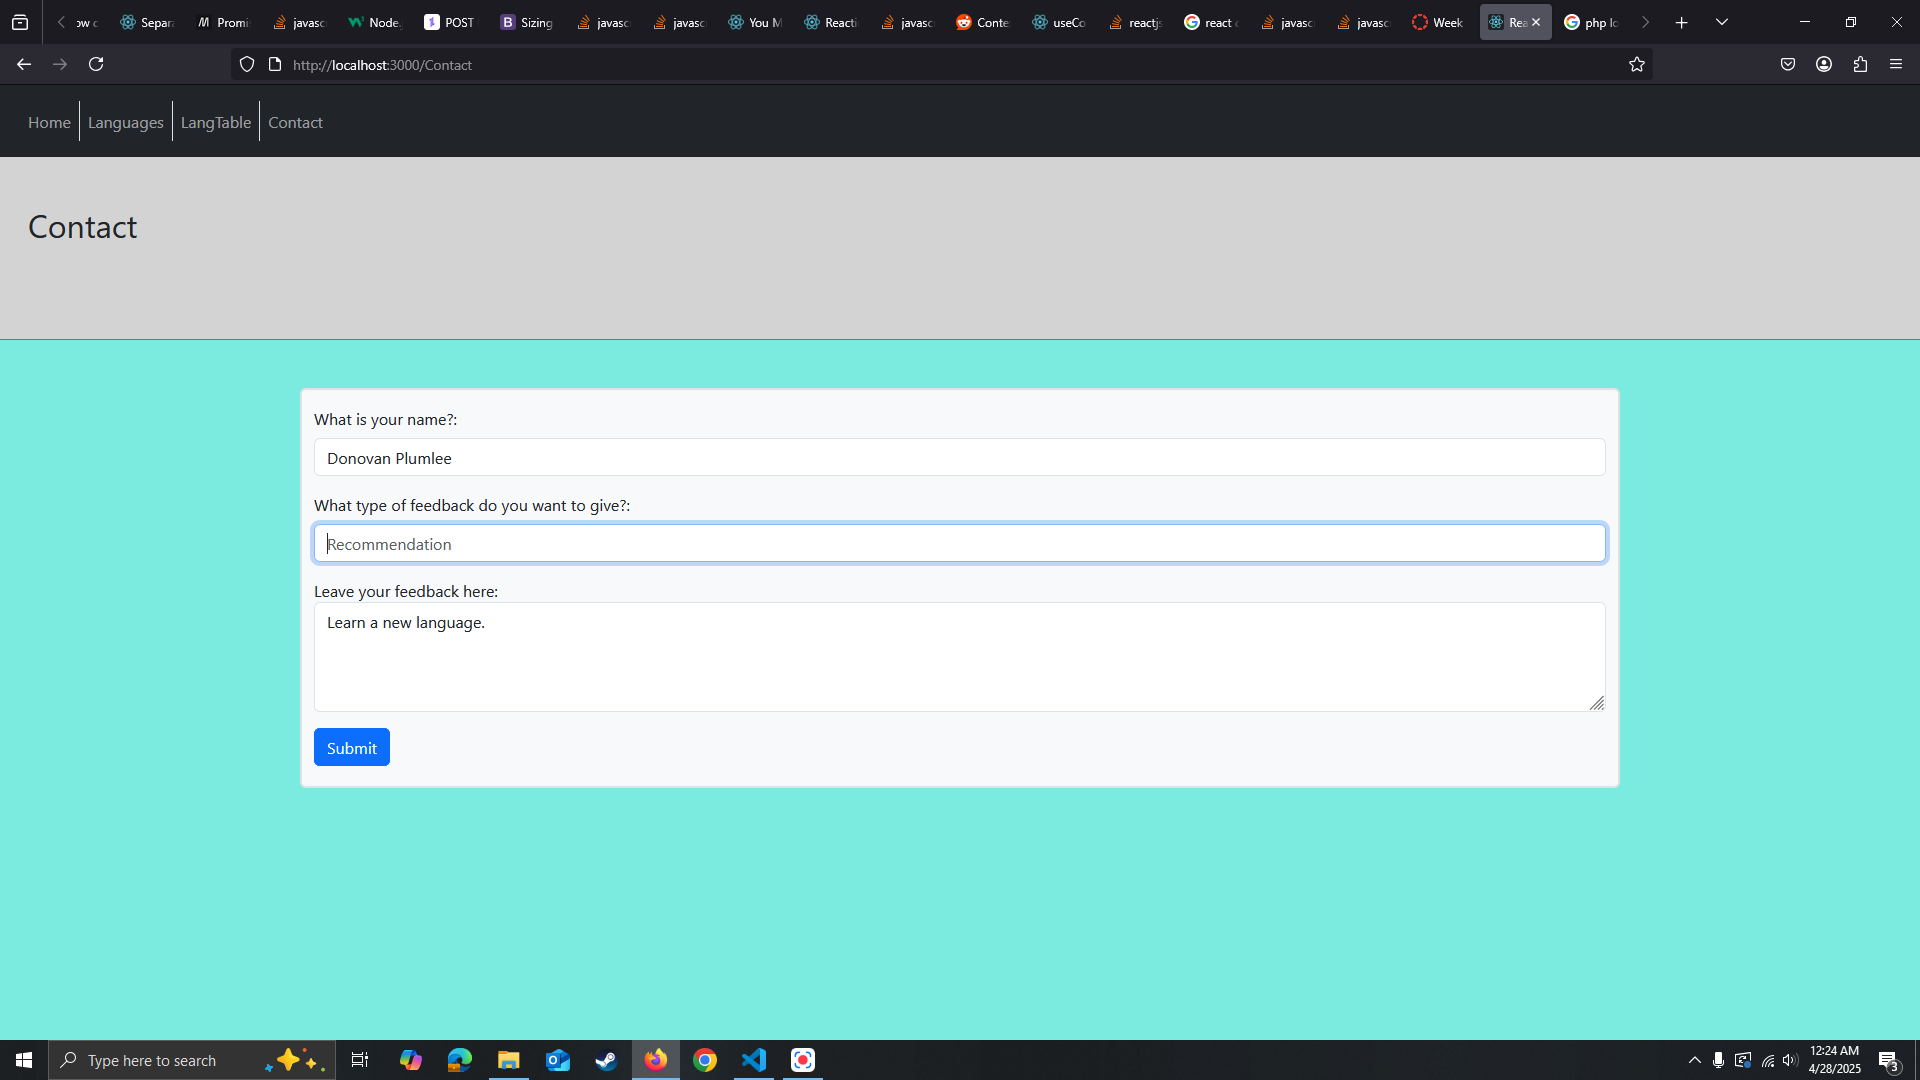 ow c
Separ
Promi
javasc
Node.
POST
Sizing
javasc
javasc
You M
Reacti
javasc
Conte
useCo
reactjs
react c
javasc
javasc
Week
Rea
php lo
http://localhost:3000/Contact
Home
Languages
LangTable
Contact
Contact
What is your name?:
Donovan Plumlee
What type of feedback do you want to give?:
Recommendation
Leave your feedback here:
Learn a new language.
Submit
Type here to search
12:24 AM
4/28/2025
3